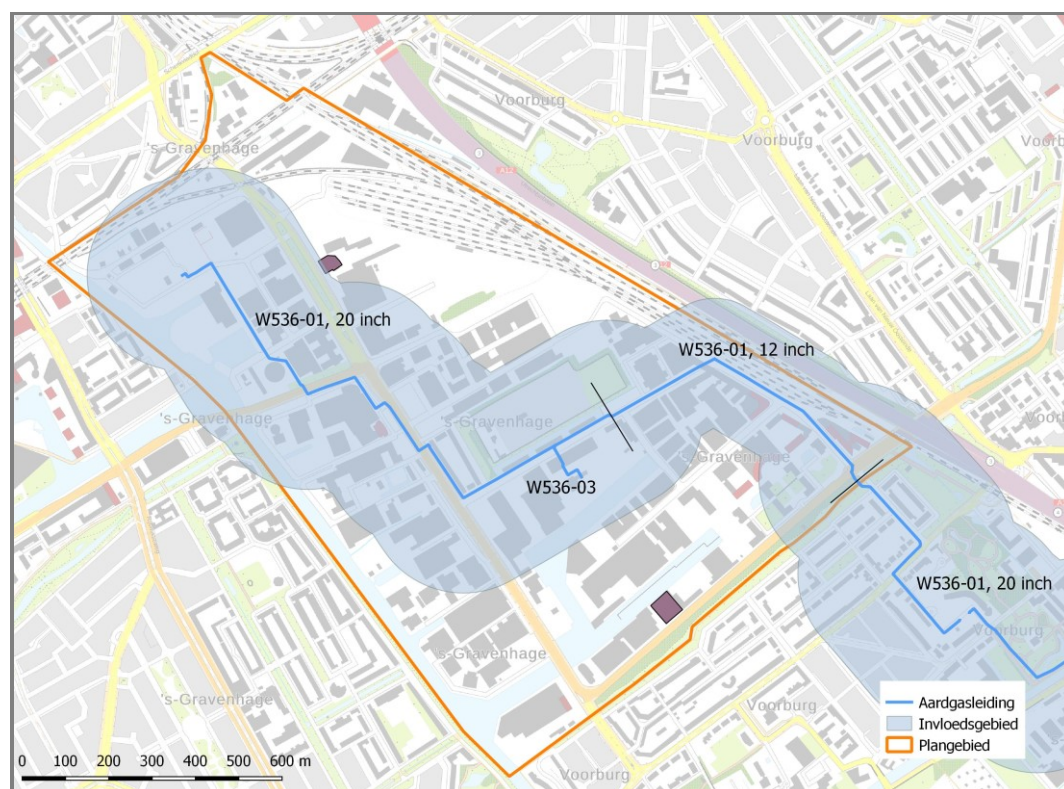 Voorburg
Voorburg
's-Gravenhage
A12
W536-01, 20 inch
W536-01, 12 inch
's-Gravenhage
's-Gravenhage
Gravenhage
W536-03
W536-01, 20 inch
Voorburg
's-Gravenhage
's-Gravenhage
Voorburg
Voorburg
Aardgasleiding
Invloedsgebied
Plangebied
0 100 200 300 400 500 600 m